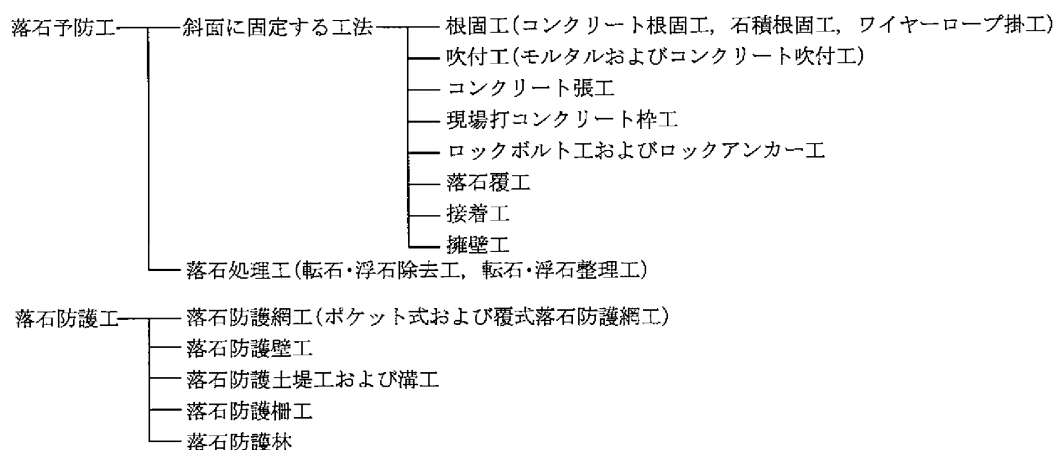 落石予防工 斜面に固定する工法 根固工(コンクリート根固工,石積根固工,ワイヤーロープ掛工)
吹付工(モルタルおよびコンクリート吹付工)
コンクリート張工
現場打コンクリート枠工
ロックボルト工およびロックアンカー工
落石覆工
接着工
擁壁工
落石処理工(転石・浮石除去工,転石・浮石整理工)
落石防護工 落石防護網工(ポケット式および覆式落石防護網工)
落石防護壁工
落石防護土堤工および溝工
落石防護柵工
落石防護林